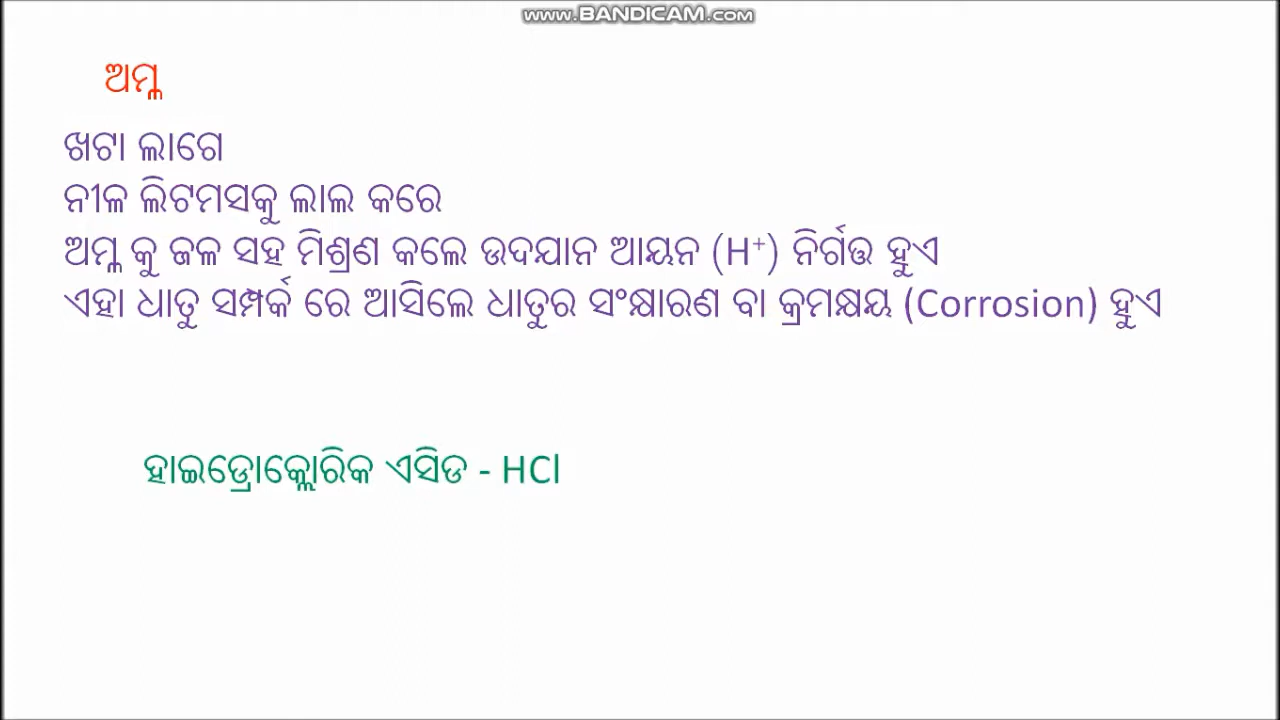 www.BANDICAM.com
ଅମ୍ଳ
ଖଟା ଲାଗେ
ନୀଳ ଲିଟମସକୁ ଲାଲ କରେ
ଅମ୍ଳ କୁ ଜଳ ସହ ମିଶ୍ରଣ କଲେ ଉଦଯାନ ଆୟନ (H⁺) ନିର୍ଗତ୍ତ ହୁଏ
ଏହା ଧାତୁ ସମ୍ପର୍କ ରେ ଆସିଲେ ଧାତୁର ସଂକ୍ଷାରଣ ବା କ୍ରମକ୍ଷୟ (Corrosion) ହୁଏ
ହାଇଡ୍ରୋକ୍ଲୋରିକ ଏସିଡ - HCl